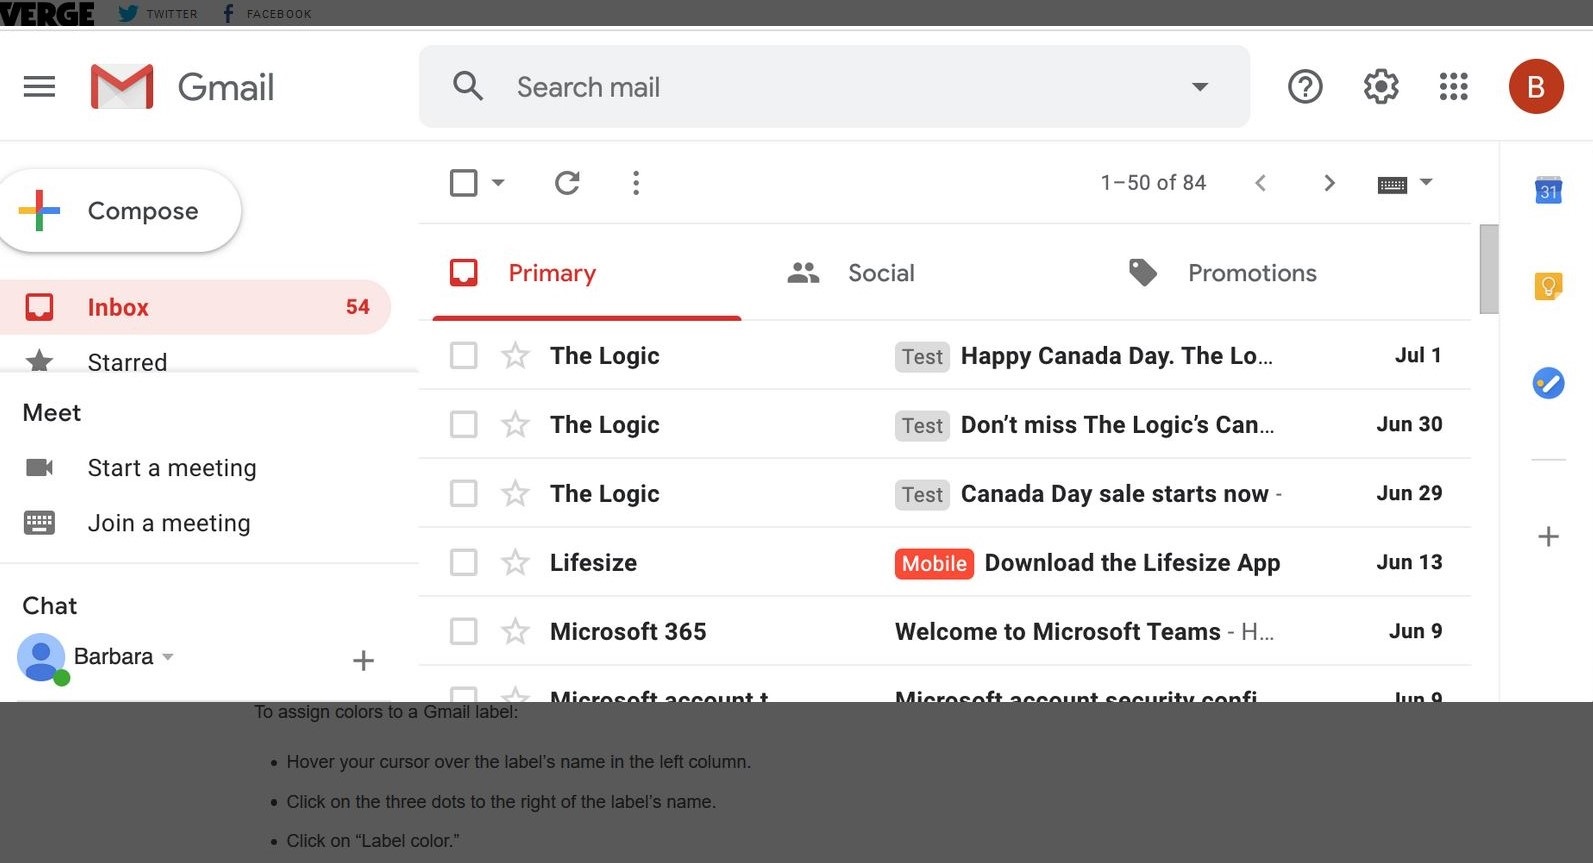 VERGE TWITTER FACEBOOK
Gmail Search mail ? B
Compose
1–50 of 84
31
Primary Social Promotions
Inbox 54
Starred
Meet
Start a meeting
Join a meeting
Chat
Barbara
The Logic Test Happy Canada Day. The Lo… Jul 1
The Logic Test Don’t miss The Logic’s Can… Jun 30
The Logic Test Canada Day sale starts now - Jun 29
Lifesize Mobile Download the Lifesize App Jun 13
Microsoft 365 Welcome to Microsoft Teams - H… Jun 9
Microsoft account t Microsoft account security confi Jun 9
To assign colors to a Gmail label:
• Hover your cursor over the label’s name in the left column.
• Click on the three dots to the right of the label’s name.
• Click on “Label color.”